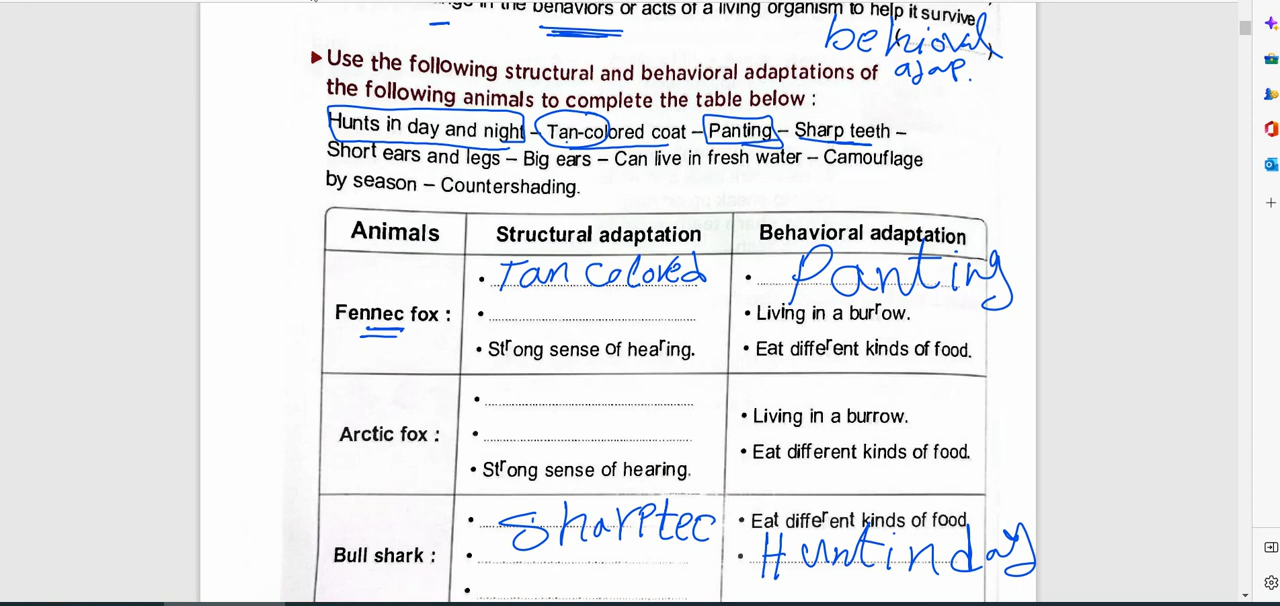 in the behaviors or acts of a living organism to help it survive
behioral
adap.
▶ Use the following structural and behavioral adaptations of
the following animals to complete the table below :
Hunts in day and night – Tan-colored coat – Panting – Sharp teeth –
Short ears and legs – Big ears – Can live in fresh water – Camouflage
by season – Countershading.
Animals Structural adaptation Behavioral adaptation
• Tan colored • Panting
Fennec fox : • • Living in a burrow.
• Strong sense of hearing. • Eat different kinds of food.
•
• Living in a burrow.
Arctic fox : • • Eat different kinds of food.
• Strong sense of hearing.
• Sharptec • Eat different kinds of food
Bull shark : • • Huntinday
•